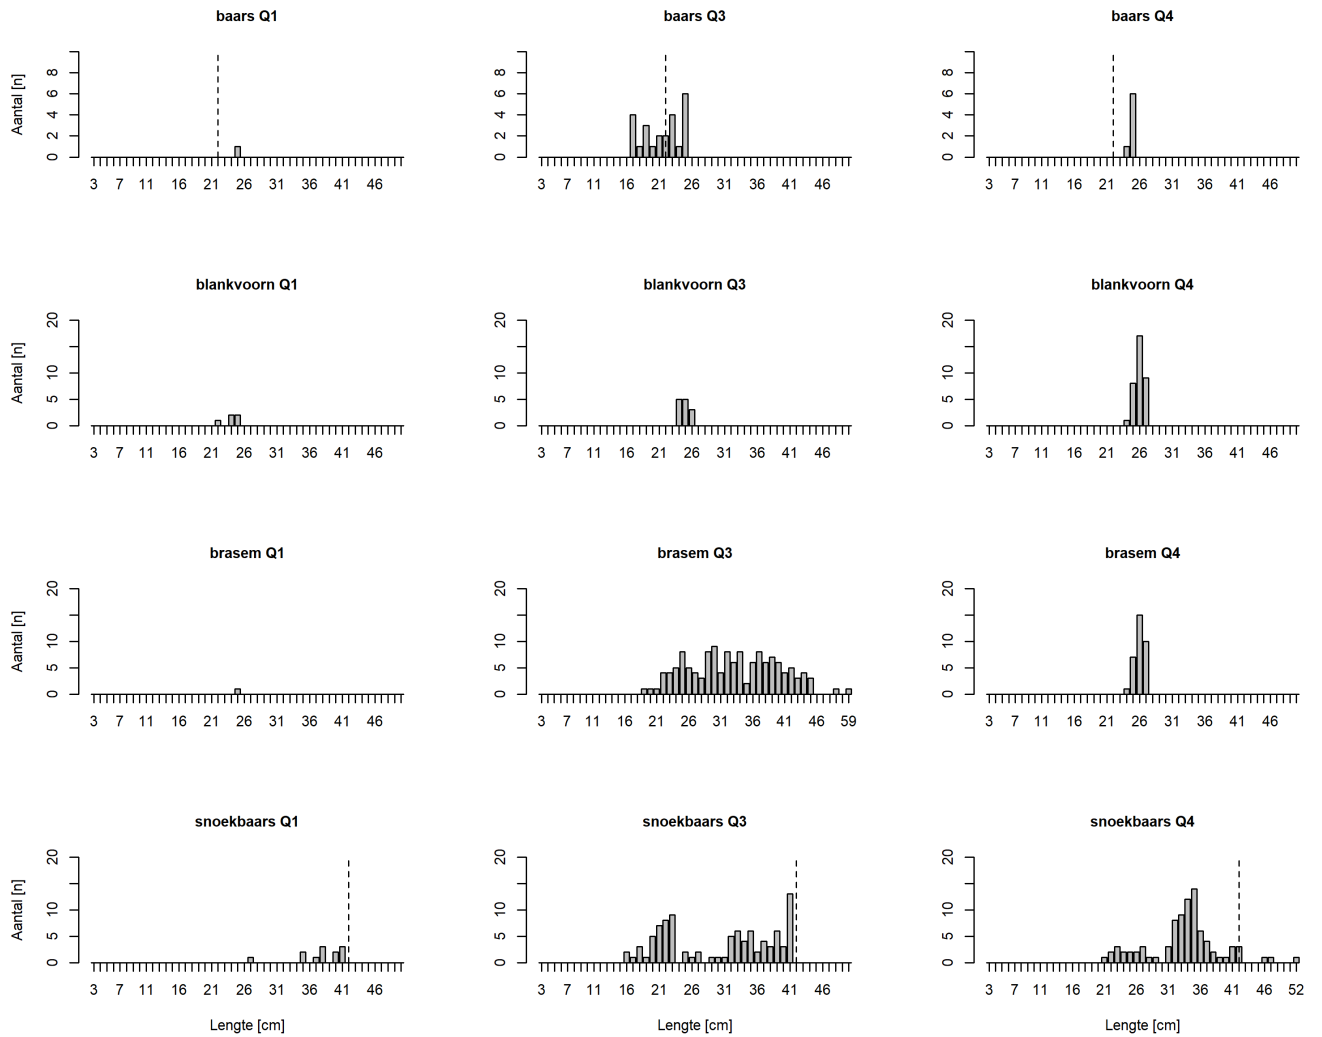 baars Q1 baars Q3 baars Q4
Aantal [n] 0 2 4 6 8 0 2 4 6 8 0 2 4 6 8
3 7 11 16 21 26 31 36 41 46 3 7 11 16 21 26 31 36 41 46 3 7 11 16 21 26 31 36 41 46
blankvoorn Q1 blankvoorn Q3 blankvoorn Q4
Aantal [n] 0 5 10 20 0 5 10 20 0 5 10 20
3 7 11 16 21 26 31 36 41 46 3 7 11 16 21 26 31 36 41 46 3 7 11 16 21 26 31 36 41 46
brasem Q1 brasem Q3 brasem Q4
Aantal [n] 0 5 10 20 0 5 10 20 0 5 10 20
3 7 11 16 21 26 31 36 41 46 3 7 11 16 21 26 31 36 41 46 59 3 7 11 16 21 26 31 36 41 46
snoekbaars Q1 snoekbaars Q3 snoekbaars Q4
Aantal [n] 0 5 10 20 0 5 10 20 0 5 10 20
3 7 11 16 21 26 31 36 41 46 3 7 11 16 21 26 31 36 41 46 3 7 11 16 21 26 31 36 41 46 52
Lengte [cm] Lengte [cm] Lengte [cm]